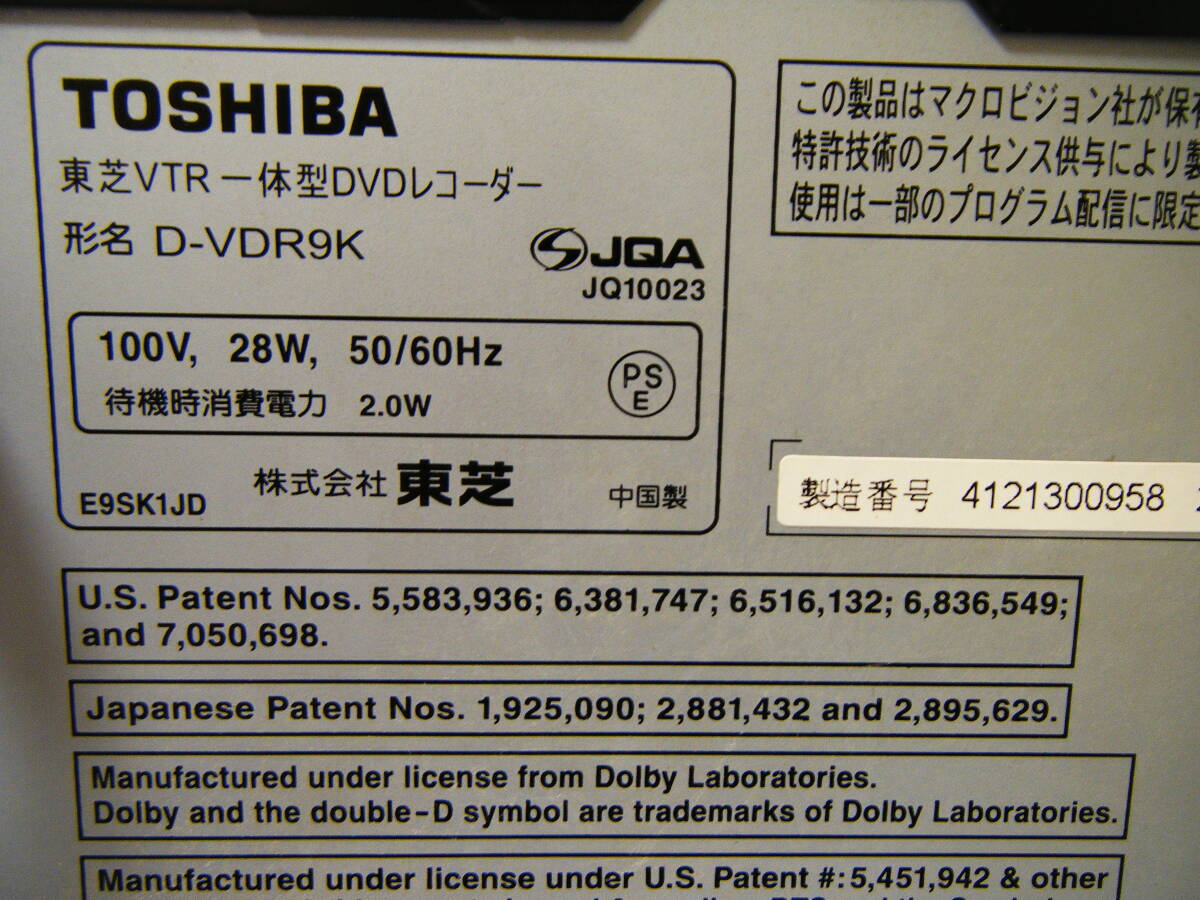 TOSHIBA
東芝VTR一体型DVDレコーダー
形名 D-VDR9K
JQA
JQ10023
100V, 28W, 50/60Hz
待機時消費電力 2.0W
PS
E
E9SK1JD 株式会社 東芝 中国製
この製品はマクロビジョン社が保有
特許技術のライセンス供与により製
使用は一部のプログラム配信に限定
製造番号 4121300958
U.S. Patent Nos. 5,583,936; 6,381,747; 6,516,132; 6,836,549;
and 7,050,698.
Japanese Patent Nos. 1,925,090; 2,881,432 and 2,895,629.
Manufactured under license from Dolby Laboratories.
Dolby and the double-D symbol are trademarks of Dolby Laboratories.
Manufactured under license under U.S. Patent #:5,451,942 & other